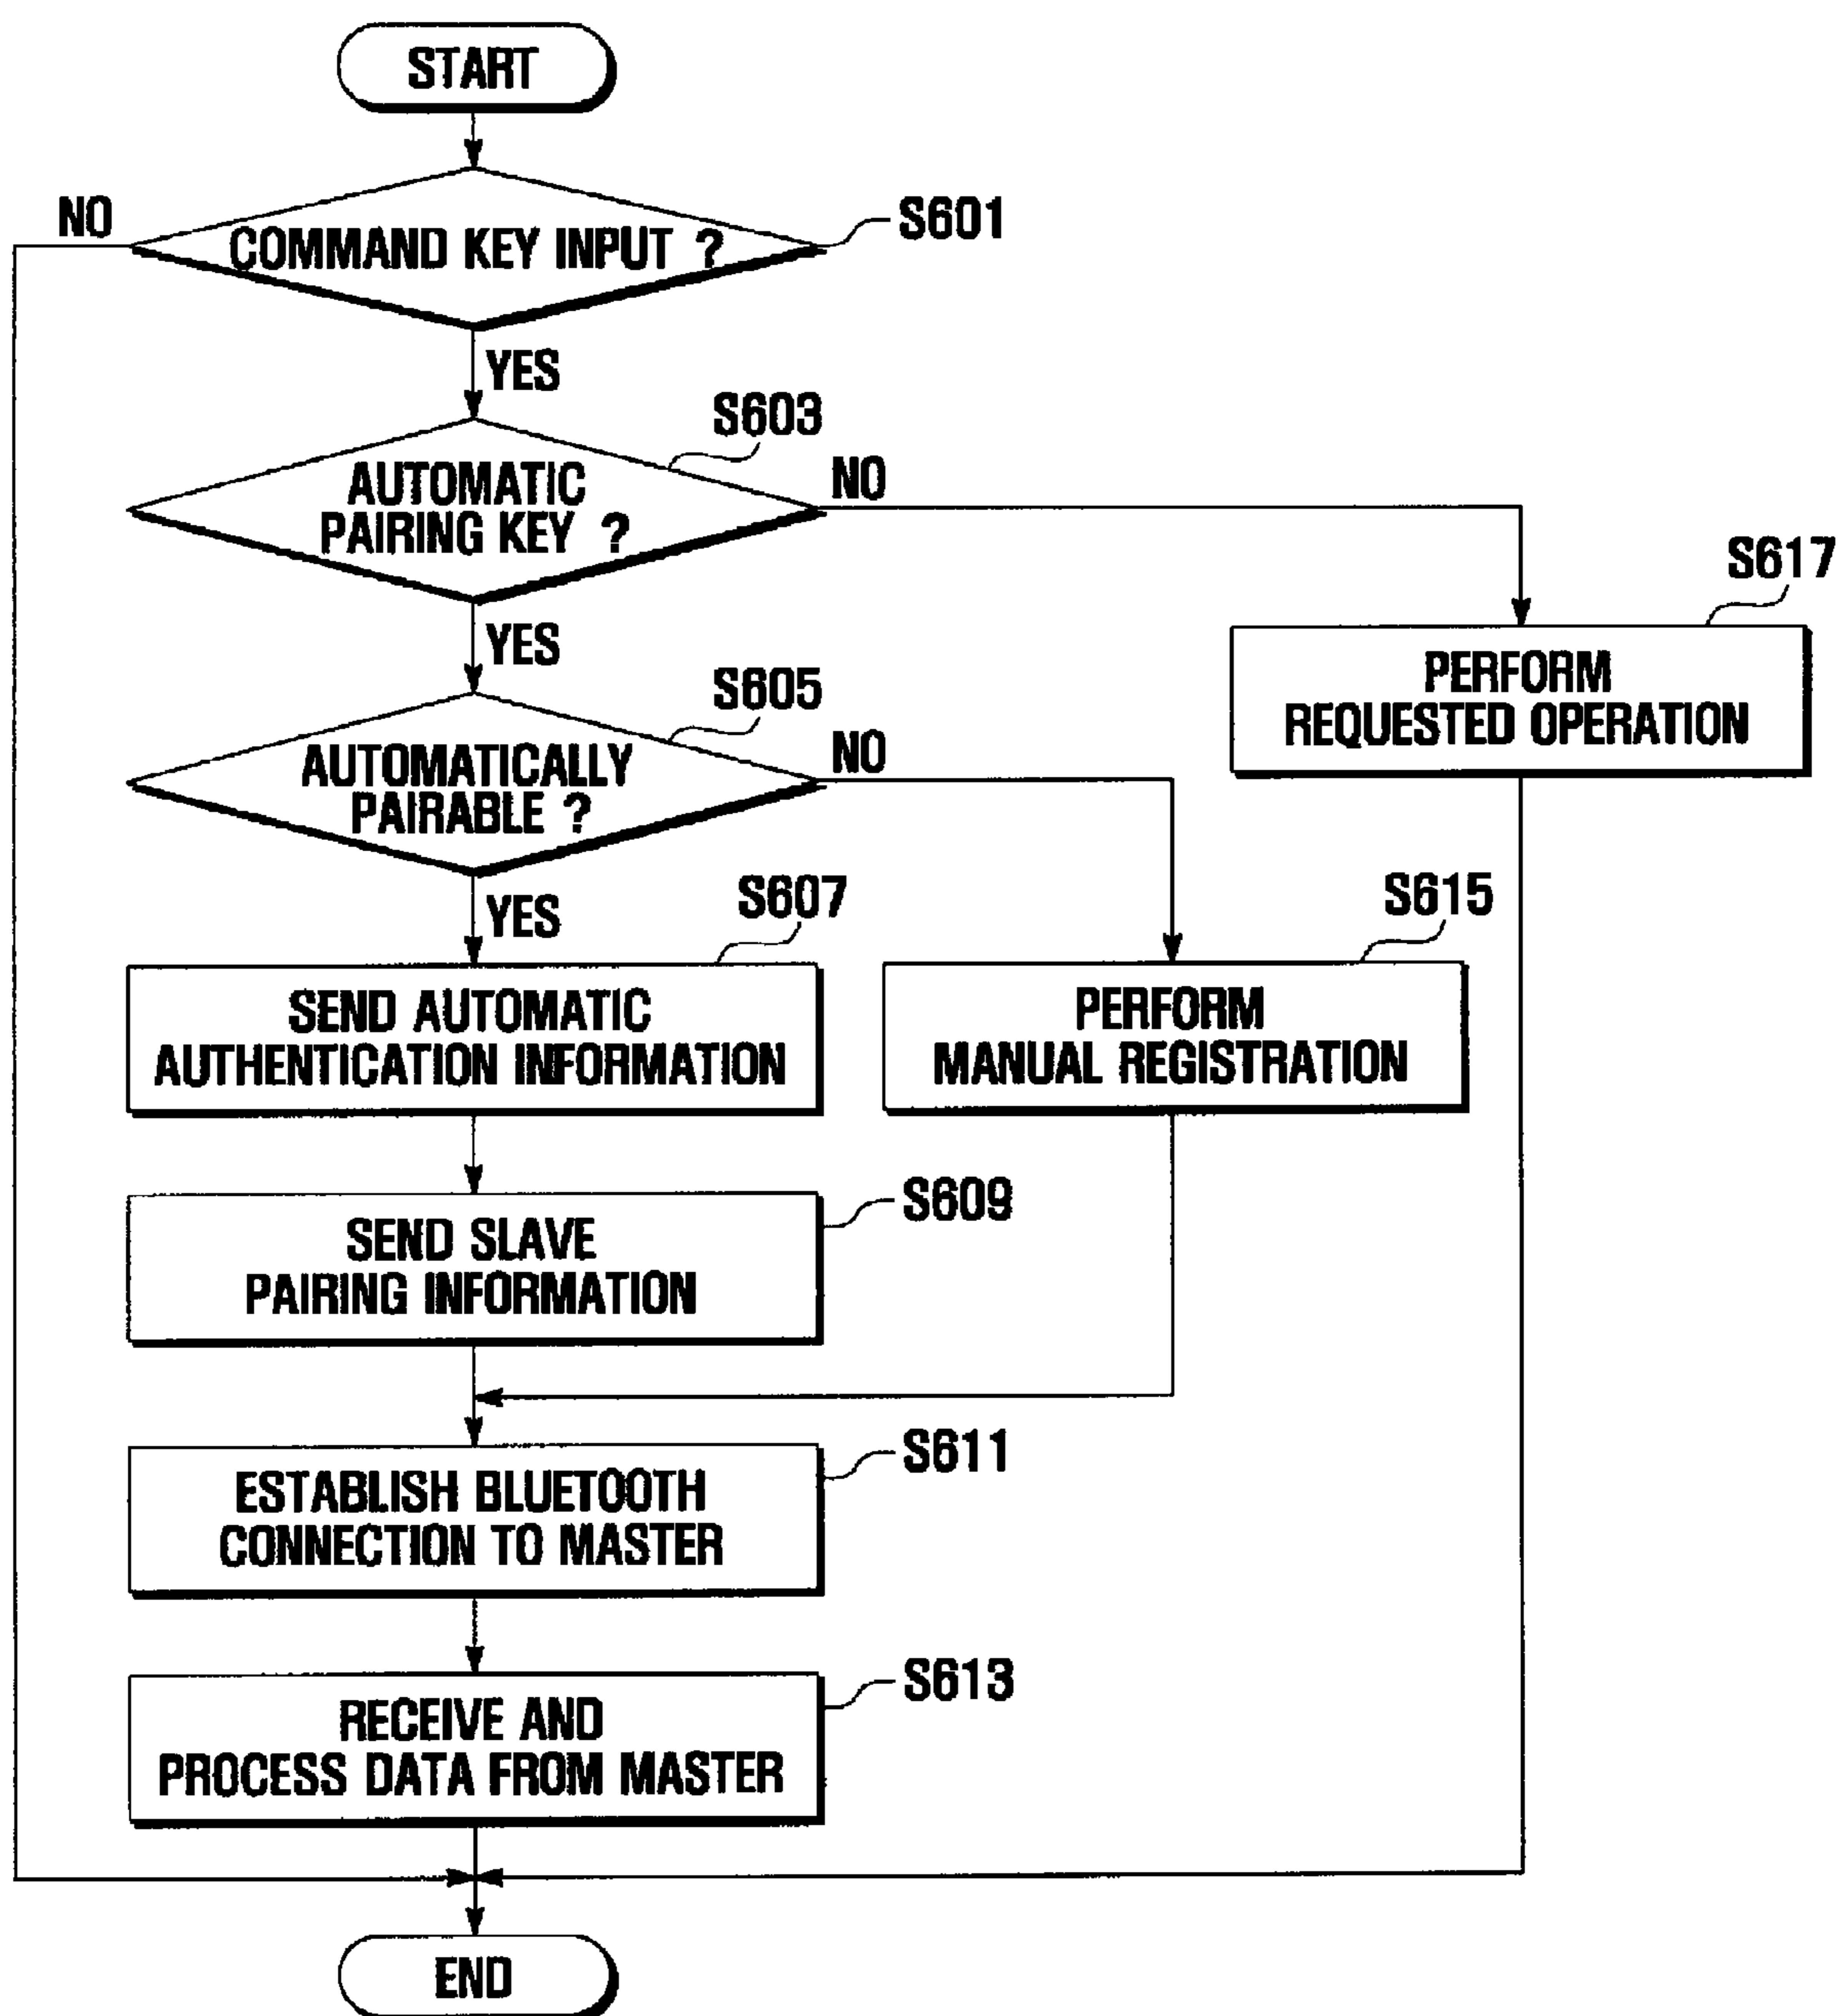 START
NO
COMMAND KEY INPUT ?
S601
YES
S603
AUTOMATIC
PAIRING KEY ?
NO
S617
YES
PERFORM
REQUESTED OPERATION
S605
AUTOMATICALLY
PAIRABLE ?
NO
YES
S607
S615
SEND AUTOMATIC
AUTHENTICATION INFORMATION
PERFORM
MANUAL REGISTRATION
S609
SEND SLAVE
PAIRING INFORMATION
S611
ESTABLISH BLUETOOTH
CONNECTION TO MASTER
S613
RECEIVE AND
PROCESS DATA FROM MASTER
END